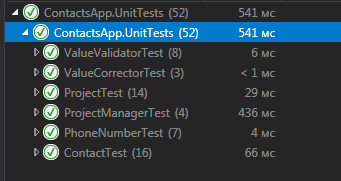 ContactsApp.UnitTests (52) 541 мс
ContactsApp.UnitTests (52) 541 мс
ValueValidatorTest (8) 6 мс
ValueCorrectorTest (3) < 1 мс
ProjectTest (14) 29 мс
ProjectManagerTest (4) 436 мс
PhoneNumberTest (7) 4 мс
ContactTest (16) 66 мс